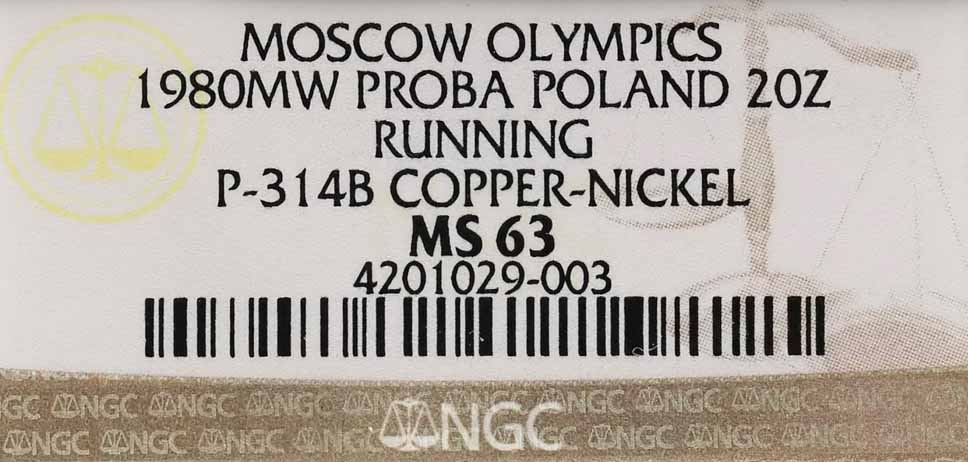 MOSCOW OLYMPICS
1980MW PROBA POLAND 20Z
RUNNING
P-314B COPPER-NICKEL
MS 63
4201029-003
NGC NGC NGC NGC NGC NGC NGC NGC NGC NGC
NGC NGC NGC NGC NGC NGC NGC NGC NGC
NGC